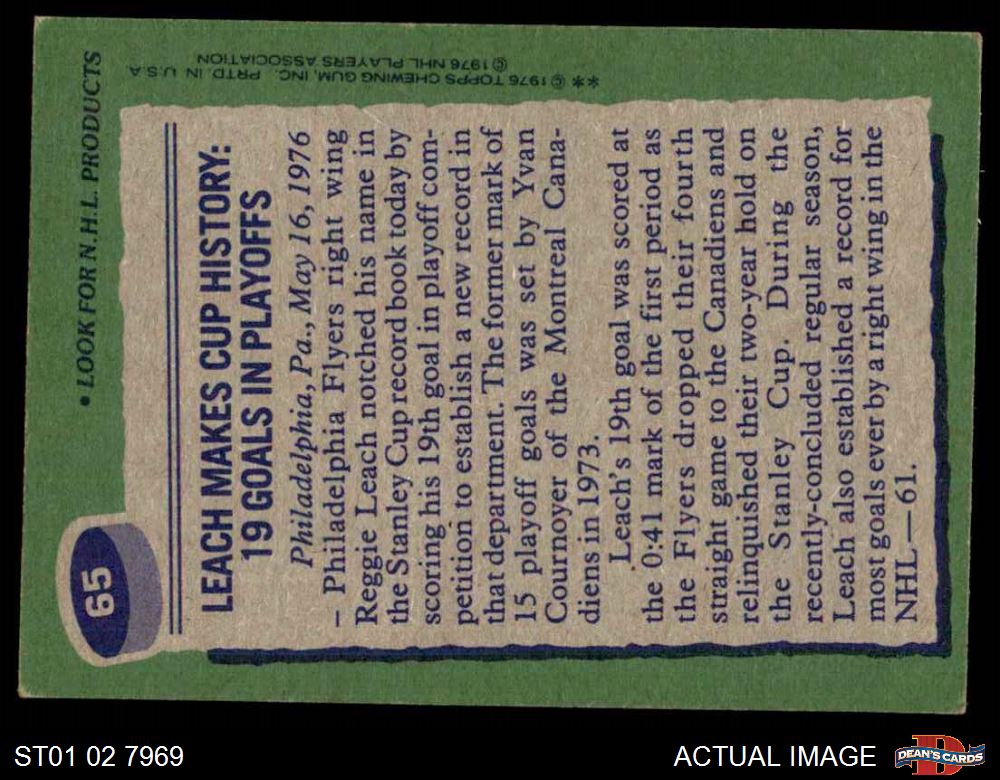 65
• LOOK FOR N.H.L. PRODUCTS
LEACH MAKES CUP HISTORY:
19 GOALS IN PLAYOFFS
Philadelphia, Pa., May 16, 1976
– Philadelphia Flyers right wing
Reggie Leach notched his name in
the Stanley Cup record book today by
scoring his 19th goal in playoff com-
petition to establish a new record in
that department. The former mark of
15 playoff goals was set by Yvan
Cournoyer of the Montreal Cana-
diens in 1973.
Leach's 19th goal was scored at
the 0:41 mark of the first period as
the Flyers dropped their fourth
straight game to the Canadiens and
relinquished their two-year hold on
the Stanley Cup. During the
recently-concluded regular season,
Leach also established a record for
most goals ever by a right wing in the
NHL—61.
** © 1976 TOPPS CHEWING GUM, INC. PRTD. IN U.S.A.
© 1976 NHL PLAYERS ASSOCIATION
ST01 02 7969
ACTUAL IMAGE
D
DEAN'S CARDS